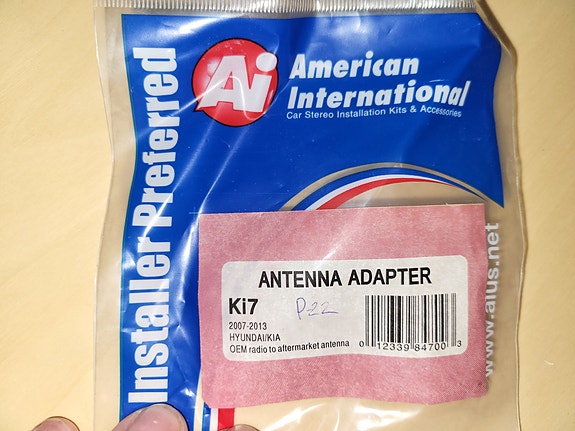 Ai
American
International
Car Stereo Installation Kits & Accessories
Installer Preferred
ANTENNA ADAPTER
Ki7
P-22
2007-2013
HYUNDAI/KIA
OEM radio to aftermarket antenna
0 12339 84700 3
www.aius.net